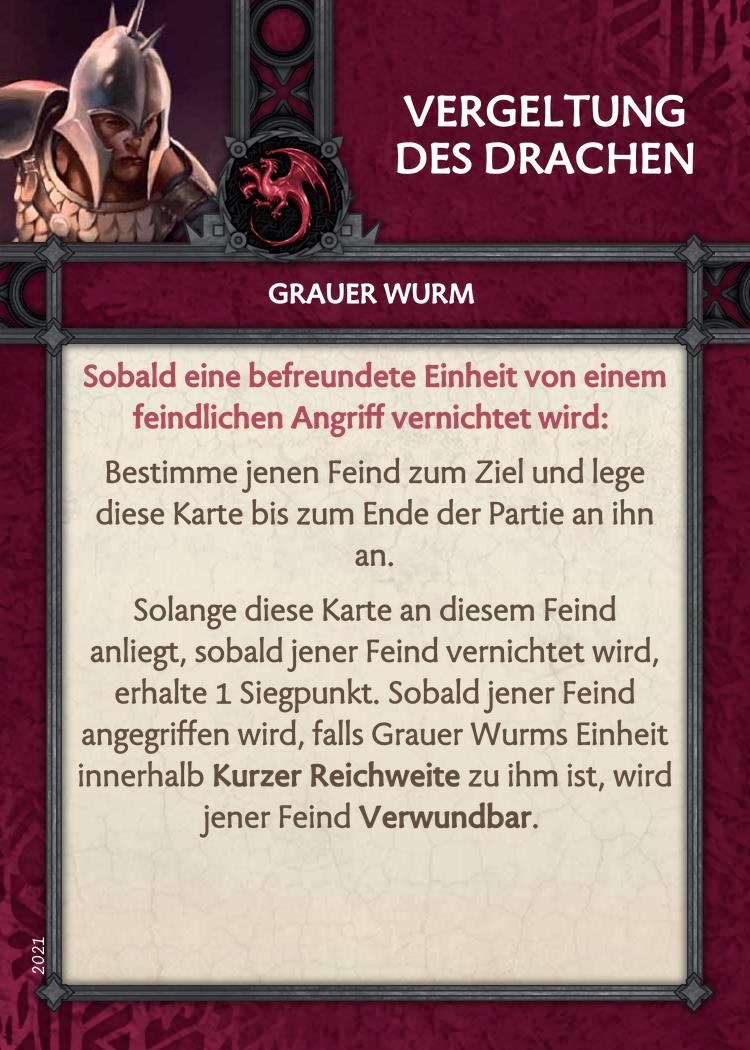 VERGELTUNG
DES DRACHEN
GRAUER WURM
Sobald eine befreundete Einheit von einem
feindlichen Angriff vernichtet wird:
Bestimme jenen Feind zum Ziel und lege
diese Karte bis zum Ende der Partie an ihn
an.
Solange diese Karte an diesem Feind
anliegt, sobald jener Feind vernichtet wird,
erhalte 1 Siegpunkt. Sobald jener Feind
angegriffen wird, falls Grauer Wurms Einheit
innerhalb Kurzer Reichweite zu ihm ist, wird
jener Feind Verwundbar.
2021